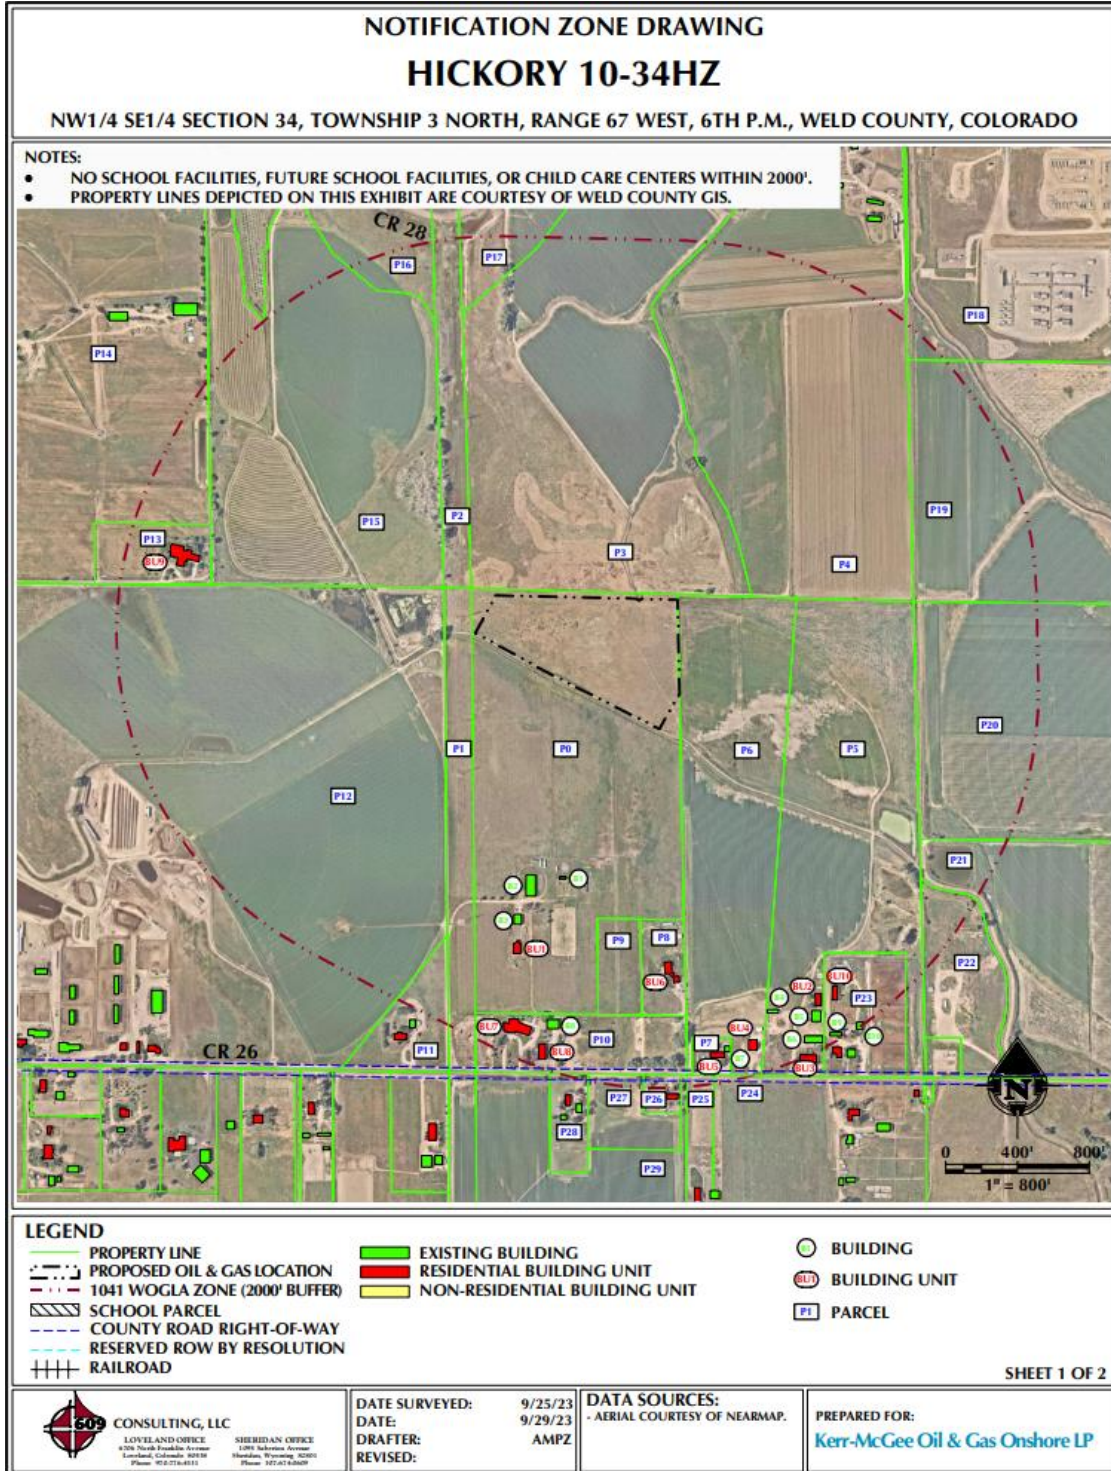 NOTIFICATION ZONE DRAWING
HICKORY 10-34HZ
NW1/4 SE1/4 SECTION 34, TOWNSHIP 3 NORTH, RANGE 67 WEST, 6TH P.M., WELD COUNTY, COLORADO
NOTES:
● NO SCHOOL FACILITIES, FUTURE SCHOOL FACILITIES, OR CHILD CARE CENTERS WITHIN 2000'.
● PROPERTY LINES DEPICTED ON THIS EXHIBIT ARE COURTESY OF WELD COUNTY GIS.
CR 28
P16
P17
P18
P14
P2
P15
P19
P13
BU9
P3
P4
P1
P0
P6
P5
P20
P12
P21
BU1
P9
P8
BU6
P22
BU2
P23
BU7
P10
BU4
P7
BU8
P11
BU5
BU3
CR 26
P27
P26
P25
P24
P28
P29
N
0 400' 800'
1" = 800'
LEGEND
PROPERTY LINE
PROPOSED OIL & GAS LOCATION
1041 WOGLA ZONE (2000' BUFFER)
SCHOOL PARCEL
COUNTY ROAD RIGHT-OF-WAY
RESERVED ROW BY RESOLUTION
RAILROAD
EXISTING BUILDING
RESIDENTIAL BUILDING UNIT
NON-RESIDENTIAL BUILDING UNIT
BUILDING
BU1 BUILDING UNIT
P1 PARCEL
SHEET 1 OF 2
609 CONSULTING, LLC
LOVELAND OFFICE
SHERIDAN OFFICE
DATE SURVEYED: 9/25/23
DATE: 9/29/23
DRAFTER: AMPZ
REVISED:
DATA SOURCES:
- AERIAL COURTESY OF NEARMAP.
PREPARED FOR:
Kerr-McGee Oil & Gas Onshore LP